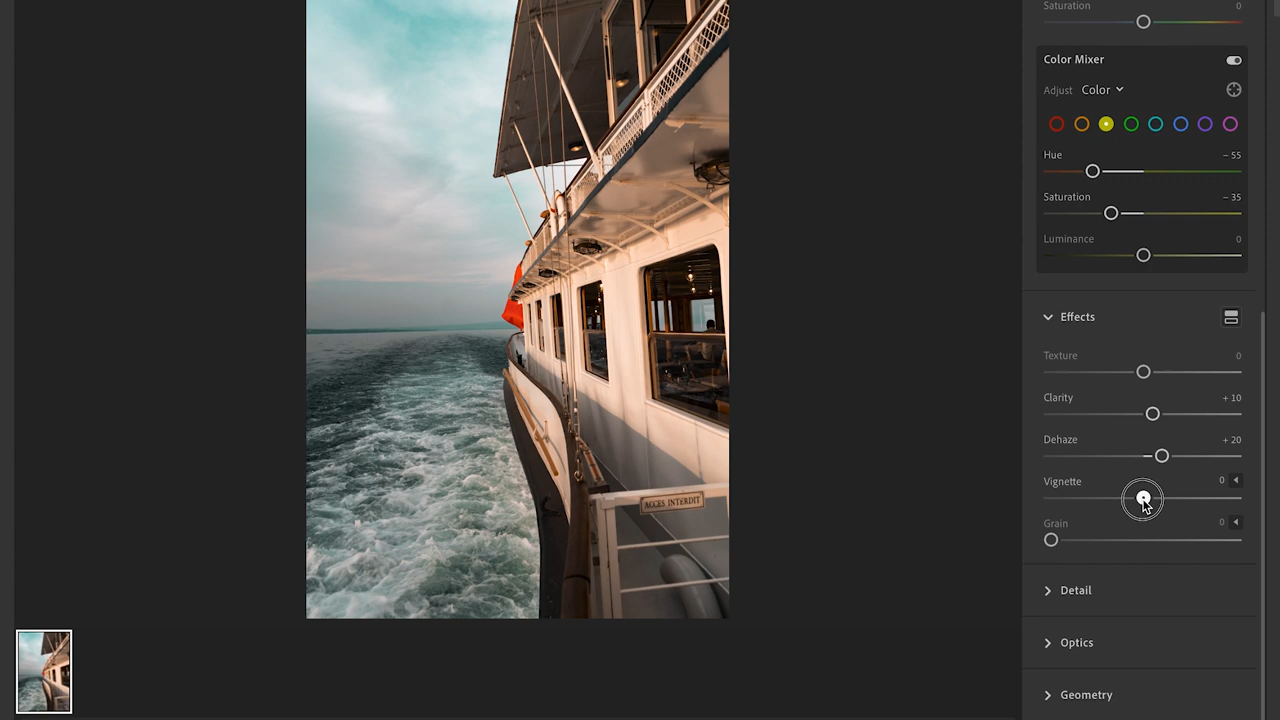 Saturation 0
Color Mixer
Adjust Color
Hue – 55
Saturation – 35
Luminance 0
Effects
Texture 0
Clarity + 10
Dehaze + 20
Vignette 0
Grain 0
ACCES INTERDIT
Detail
Optics
Geometry